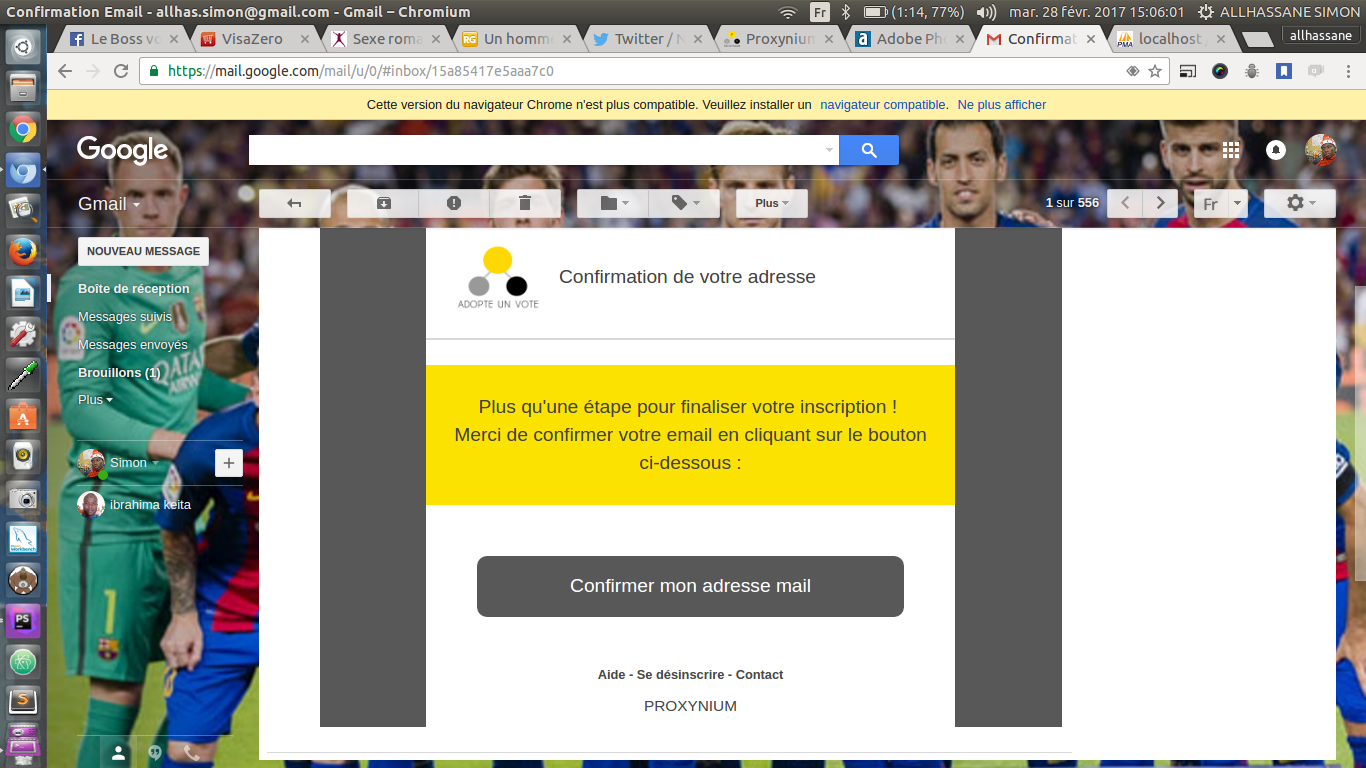 Confirmation Email - allhas.simon@gmail.com - Gmail – Chromium
Fr
(1:14, 77%)
mar. 28 févr. 2017 15:06:01
ALLHASSANE SIMON
Le Boss vo
VisaZero
Sexe roma
Un homme
Twitter / N
Proxynium
Adobe Pho
Confirmat
localhost /
allhassane
https://mail.google.com/mail/u/0/#inbox/15a85417e5aaa7c0
Cette version du navigateur Chrome n'est plus compatible. Veuillez installer un navigateur compatible. Ne plus afficher
Google
Gmail
Plus
1 sur 556
Fr
NOUVEAU MESSAGE
Boîte de réception
Messages suivis
Messages envoyés
Brouillons (1)
Plus
Simon
ibrahima keita
ADOPTE UN VOTE
Confirmation de votre adresse
Plus qu'une étape pour finaliser votre inscription !
Merci de confirmer votre email en cliquant sur le bouton
ci-dessous :
Confirmer mon adresse mail
Aide - Se désinscrire - Contact
PROXYNIUM